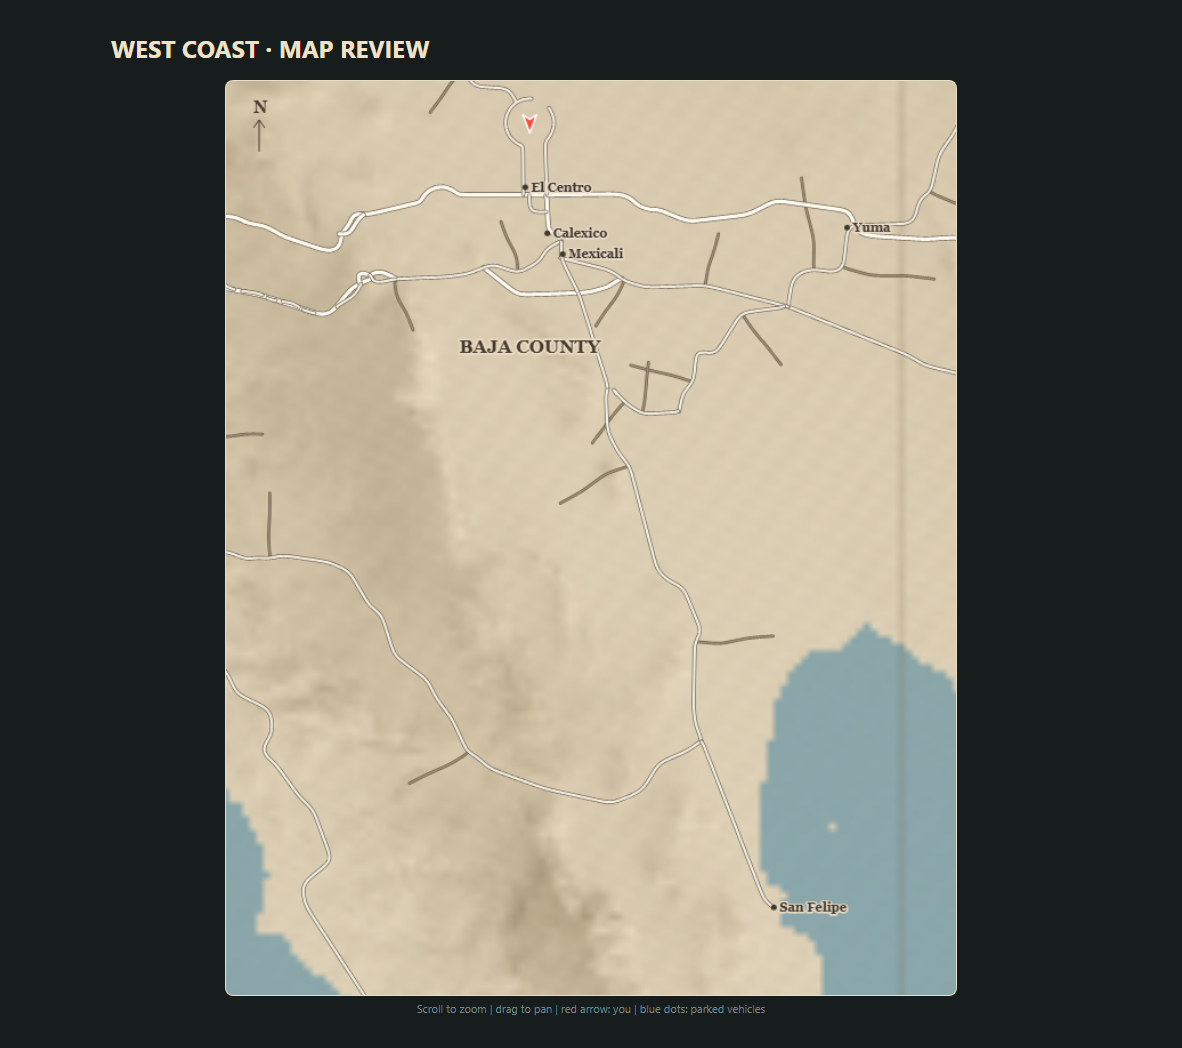 WEST COAST · MAP REVIEW
N
El Centro
Calexico
Yuma
Mexicali
BAJA COUNTY
San Felipe
Scroll to zoom | drag to pan | red arrow: you | blue dots: parked vehicles